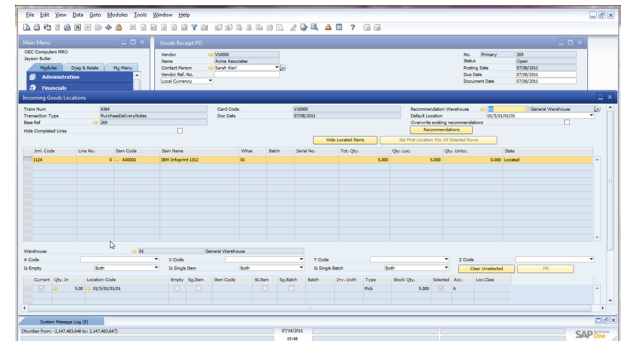 File Edit View Data Goto Modules Tools Window Help
Main Menu
OEC Computers MRO
Jayson Butler
Modules Drag & Relate My Menu
Administration
Financials
Goods Receipt PO
Vendor V10000 No. Primary 269
Name Acme Associates Status Open
Contact Person Sarah Kierl Posting Date 07/08/2011
Vendor Ref. No. Due Date 07/08/2011
Local Currency Document Date 07/08/2011
Incoming Goods Locations
Trans Num 4384 Card Code V10000 Recommendation Warehouse 01 General Warehouse
Transaction Type PurchaseDeliveryNotes Doc Date 07/08/2011 Default Location 01/5/01/01/01
Base Ref 269 Overwrite existing recommendations
Hide Completed Lines Recommendations
Hide Located Items Set First Location For All Selected Rows
Jrnl. Code Line No. Item Code Item Name Whse Batch Serial No. Tot. Qty. Qty. Loc. Qty. Unloc. State
1124 0 ... A00001 IBM Infoprint 1312 01 5.000 5.000 0.000 Located
Warehouse 01 General Warehouse
A Code X Code Y Code Z Code
Is Empty Both Is Single Item Both Is Single Batch Both Clear Unselected Fill
Current Qty. In Location Code Empty Sg.Item Item Code St.Item Sg.Batch Batch Inv. UoM Type Stock Qty. Selected Acc. Loc.Class
5.00 01/5/01/01/01 Pick 5.000 A
System Message Log (8)
(Number from: -2,147,483,648 to: 2,147,483,647) 07/14/2011
15:48
SAP Business One